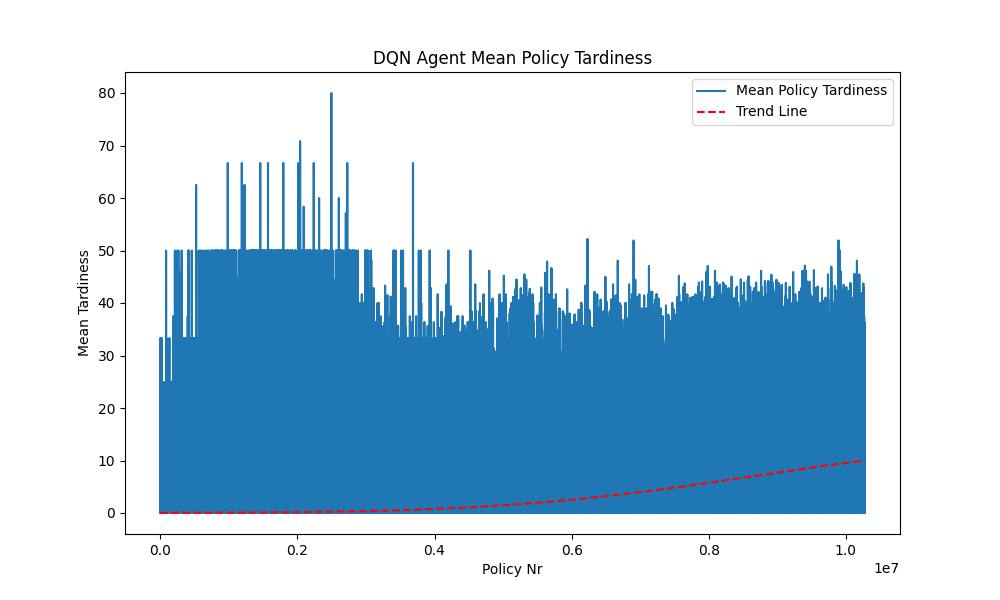 DQN Agent Mean Policy Tardiness
Mean Policy Tardiness
Trend Line
Mean Tardiness
80
70
60
50
40
30
20
10
0
0.0
0.2
0.4
0.6
0.8
1.0
1e7
Policy Nr